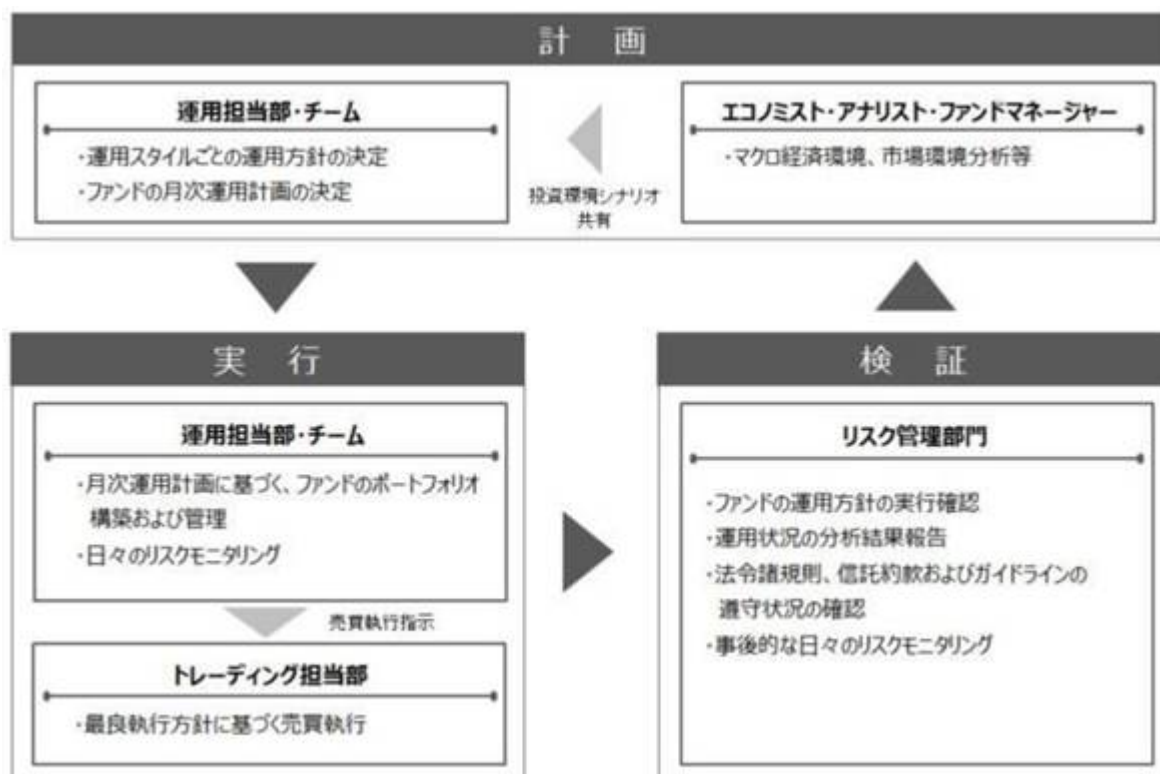 計 画
運用担当部・チーム
・運用スタイルごとの運用方針の決定
・ファンドの月次運用計画の決定
投資環境シナリオ
共有
エコノミスト・アナリスト・ファンドマネージャー
・マクロ経済環境、市場環境分析等
実 行
運用担当部・チーム
・月次運用計画に基づく、ファンドのポートフォリオ
構築および管理
・日々のリスクモニタリング
売買執行指示
トレーディング担当部
・最良執行方針に基づく売買執行
検 証
リスク管理部門
・ファンドの運用方針の実行確認
・運用状況の分析結果報告
・法令諸規則、信託約款およびガイドラインの
遵守状況の確認
・事後的な日々のリスクモニタリング